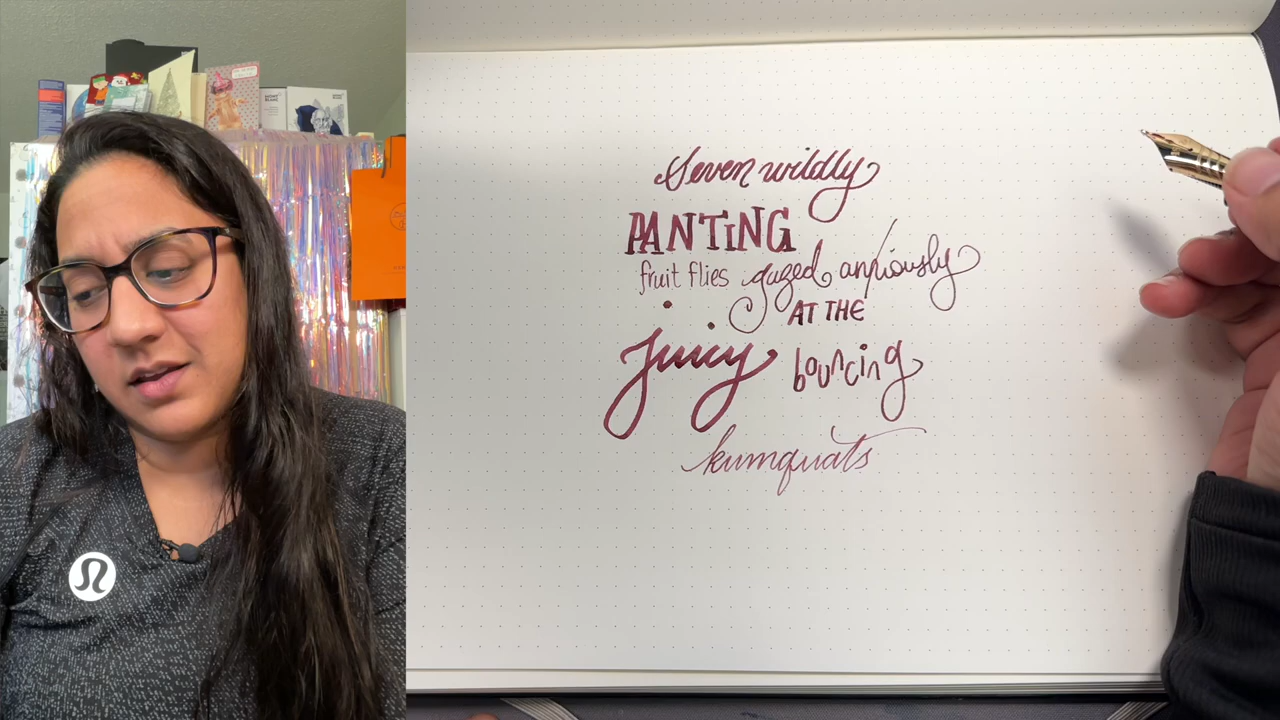 Seven wildly
PANTING
fruit flies gazed anxiously
AT THE
juicy bouncing
kumquats